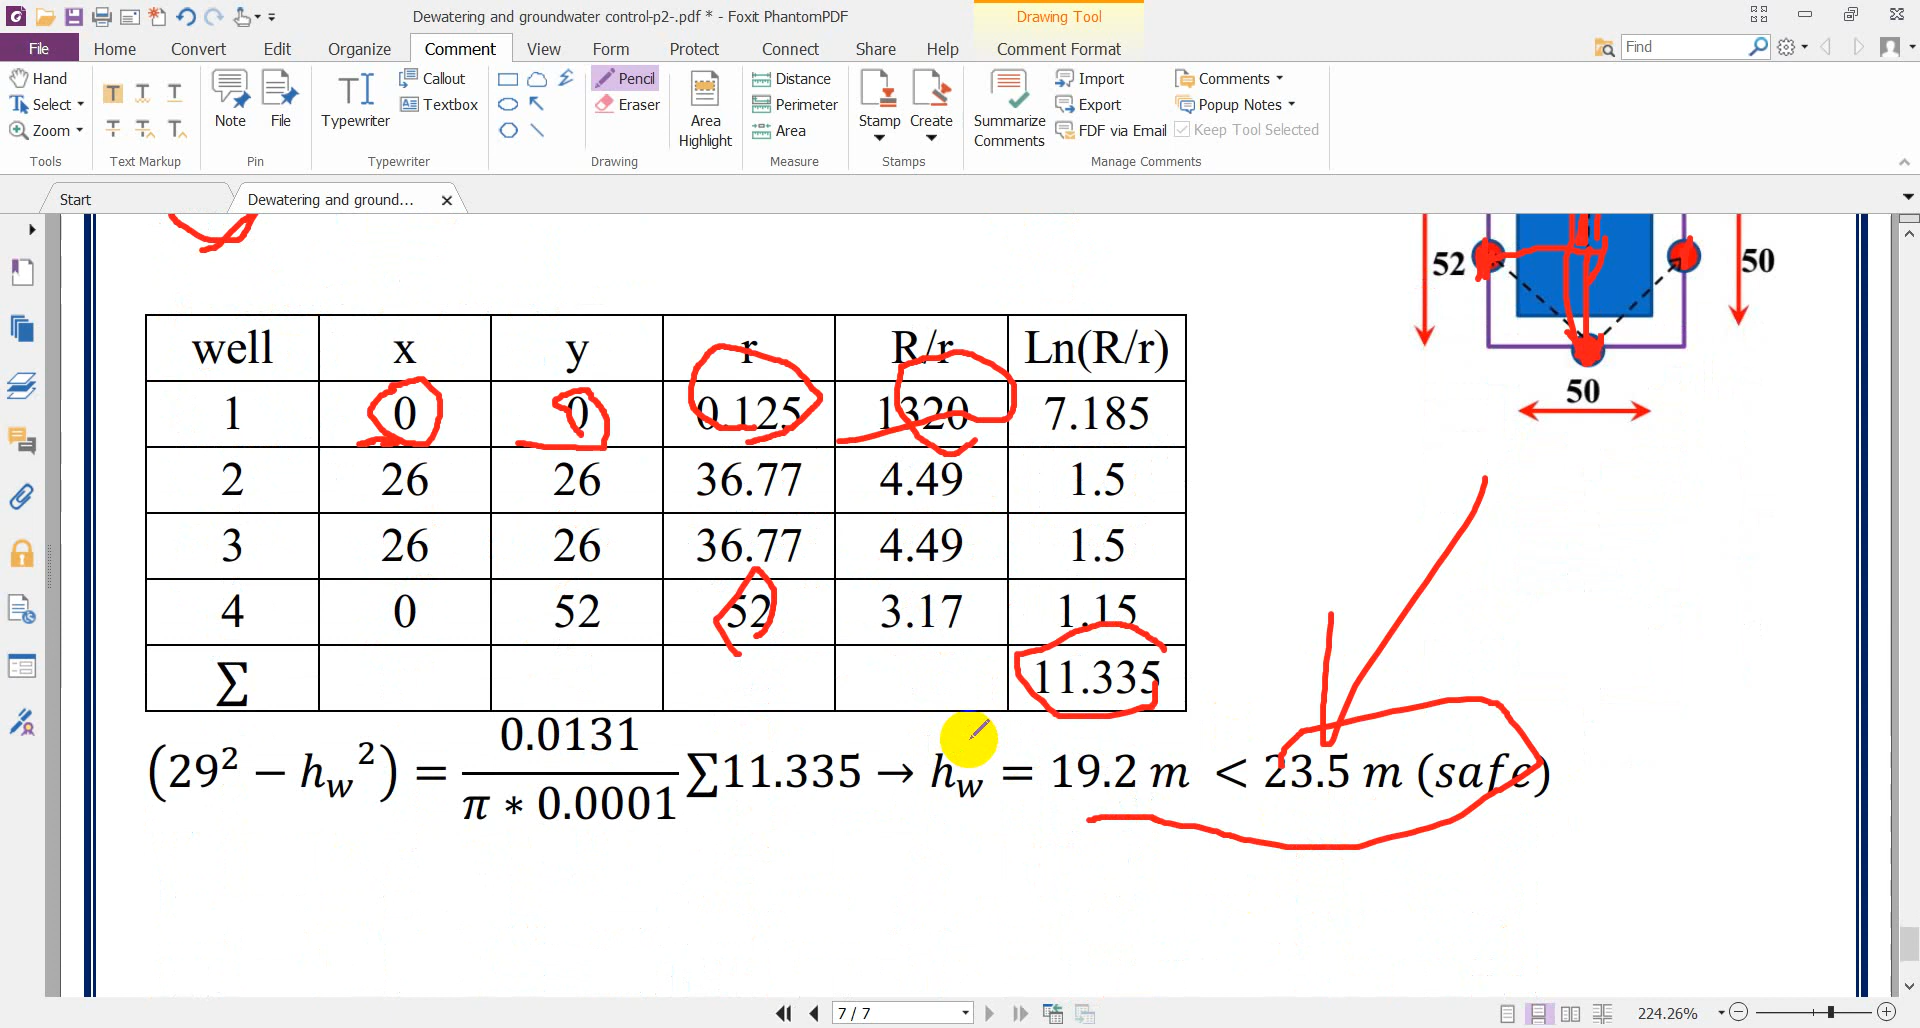 Dewatering and groundwater control-p2-.pdf * - Foxit PhantomPDF
Drawing Tool
File Home Convert Edit Organize Comment View Form Protect Connect Share Help Comment Format
Find
Hand
Select
Zoom
Tools
Text Markup
Note
File
Pin
Typewriter
Callout
Textbox
Typewriter
Pencil
Eraser
Area Highlight
Drawing
Distance
Perimeter
Area
Measure
Stamp
Create
Stamps
Summarize Comments
Import
Export
FDF via Email
Comments
Popup Notes
Keep Tool Selected
Manage Comments
Start
Dewatering and ground...
52
50
50
well x y r R/r Ln(R/r)
1 0 0 0.125 1320 7.185
2 26 26 36.77 4.49 1.5
3 26 26 36.77 4.49 1.5
4 0 52 52 3.17 1.15
∑ 11.335
(29² − h_w²) = 0.0131 / π * 0.0001 ∑11.335 → h_w = 19.2 m < 23.5 m (safe)
7 / 7
224.26%